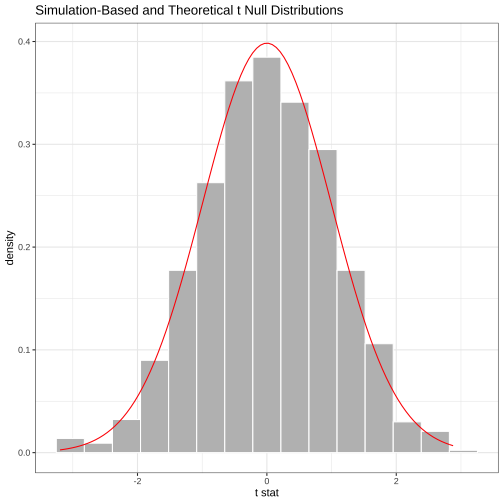 Simulation-Based and Theoretical t Null Distributions
0.4
0.3
0.2
0.1
0.0
density
-2
0
2
t stat